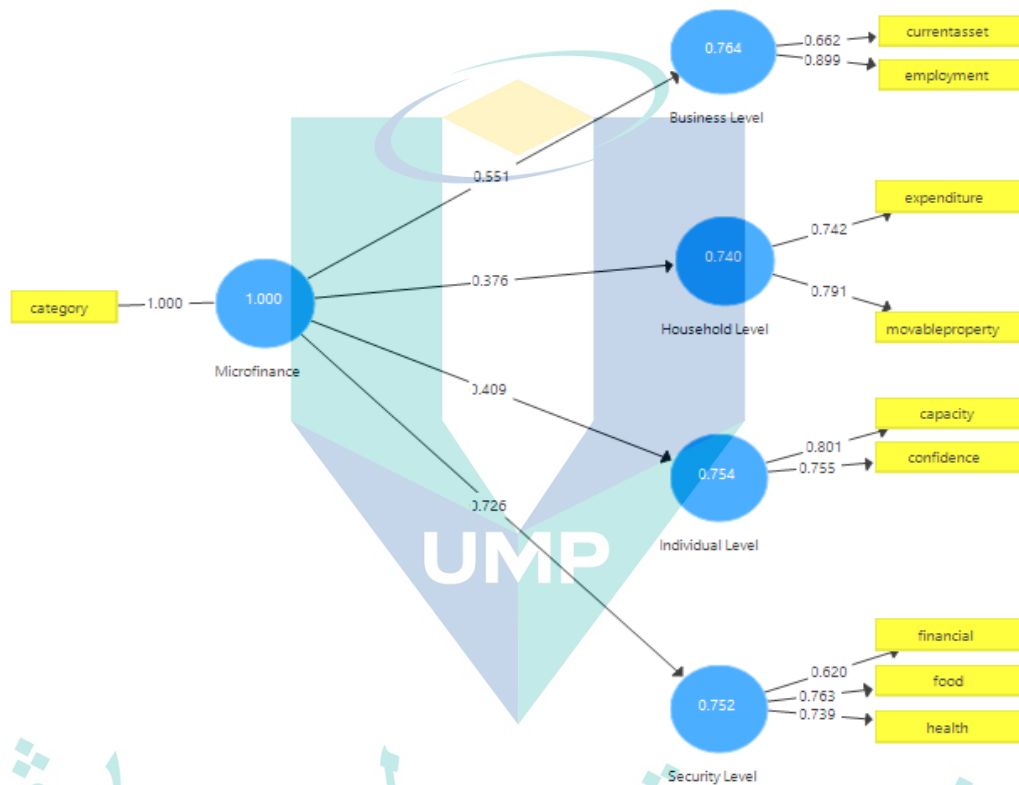 0.764
0.662
currentasset
0.899
employment
Business Level
0.551
expenditure
0.742
0.740
0.376
0.791
movableproperty
Household Level
category
1.000
1.000
Microfinance
0.409
capacity
0.801
confidence
0.755
0.754
Individual Level
0.726
UMP
financial
0.620
food
0.763
0.752
0.739
health
Security Level